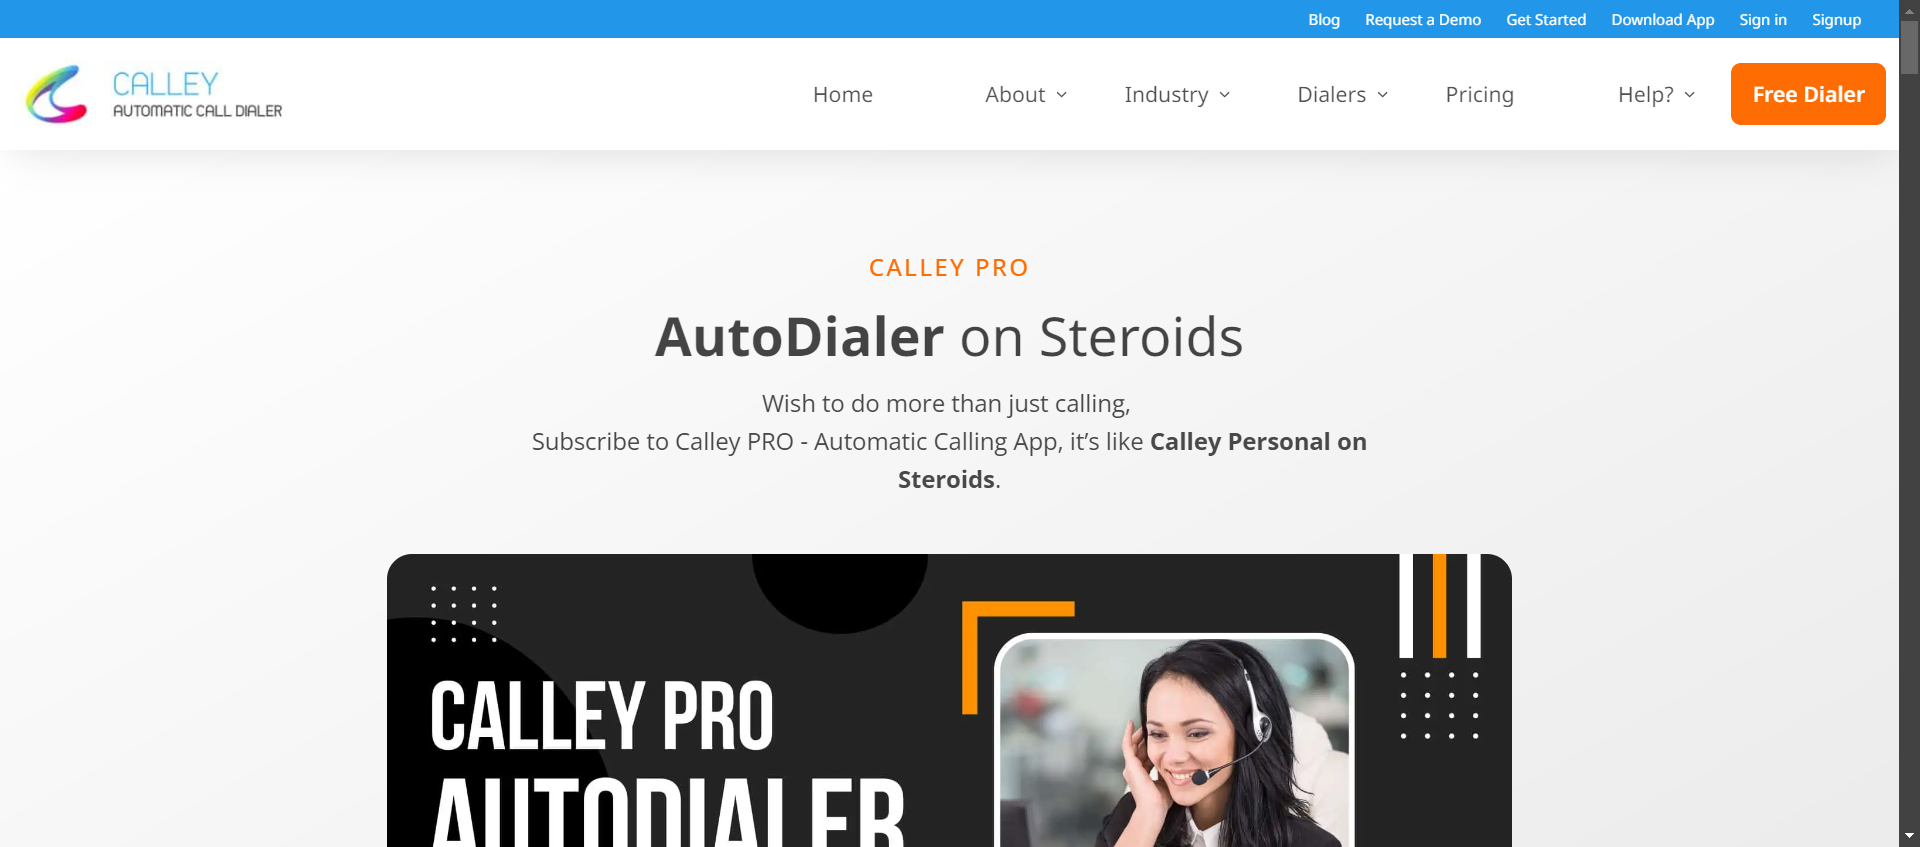 Blog Request a Demo Get Started Download App Sign in Signup
CALLEY
AUTOMATIC CALL DIALER
Home About Industry Dialers Pricing Help? Free Dialer
CALLEY PRO
AutoDialer on Steroids
Wish to do more than just calling,
Subscribe to Calley PRO - Automatic Calling App, it’s like Calley Personal on
Steroids.
CALLEY PRO
AUTODIALER